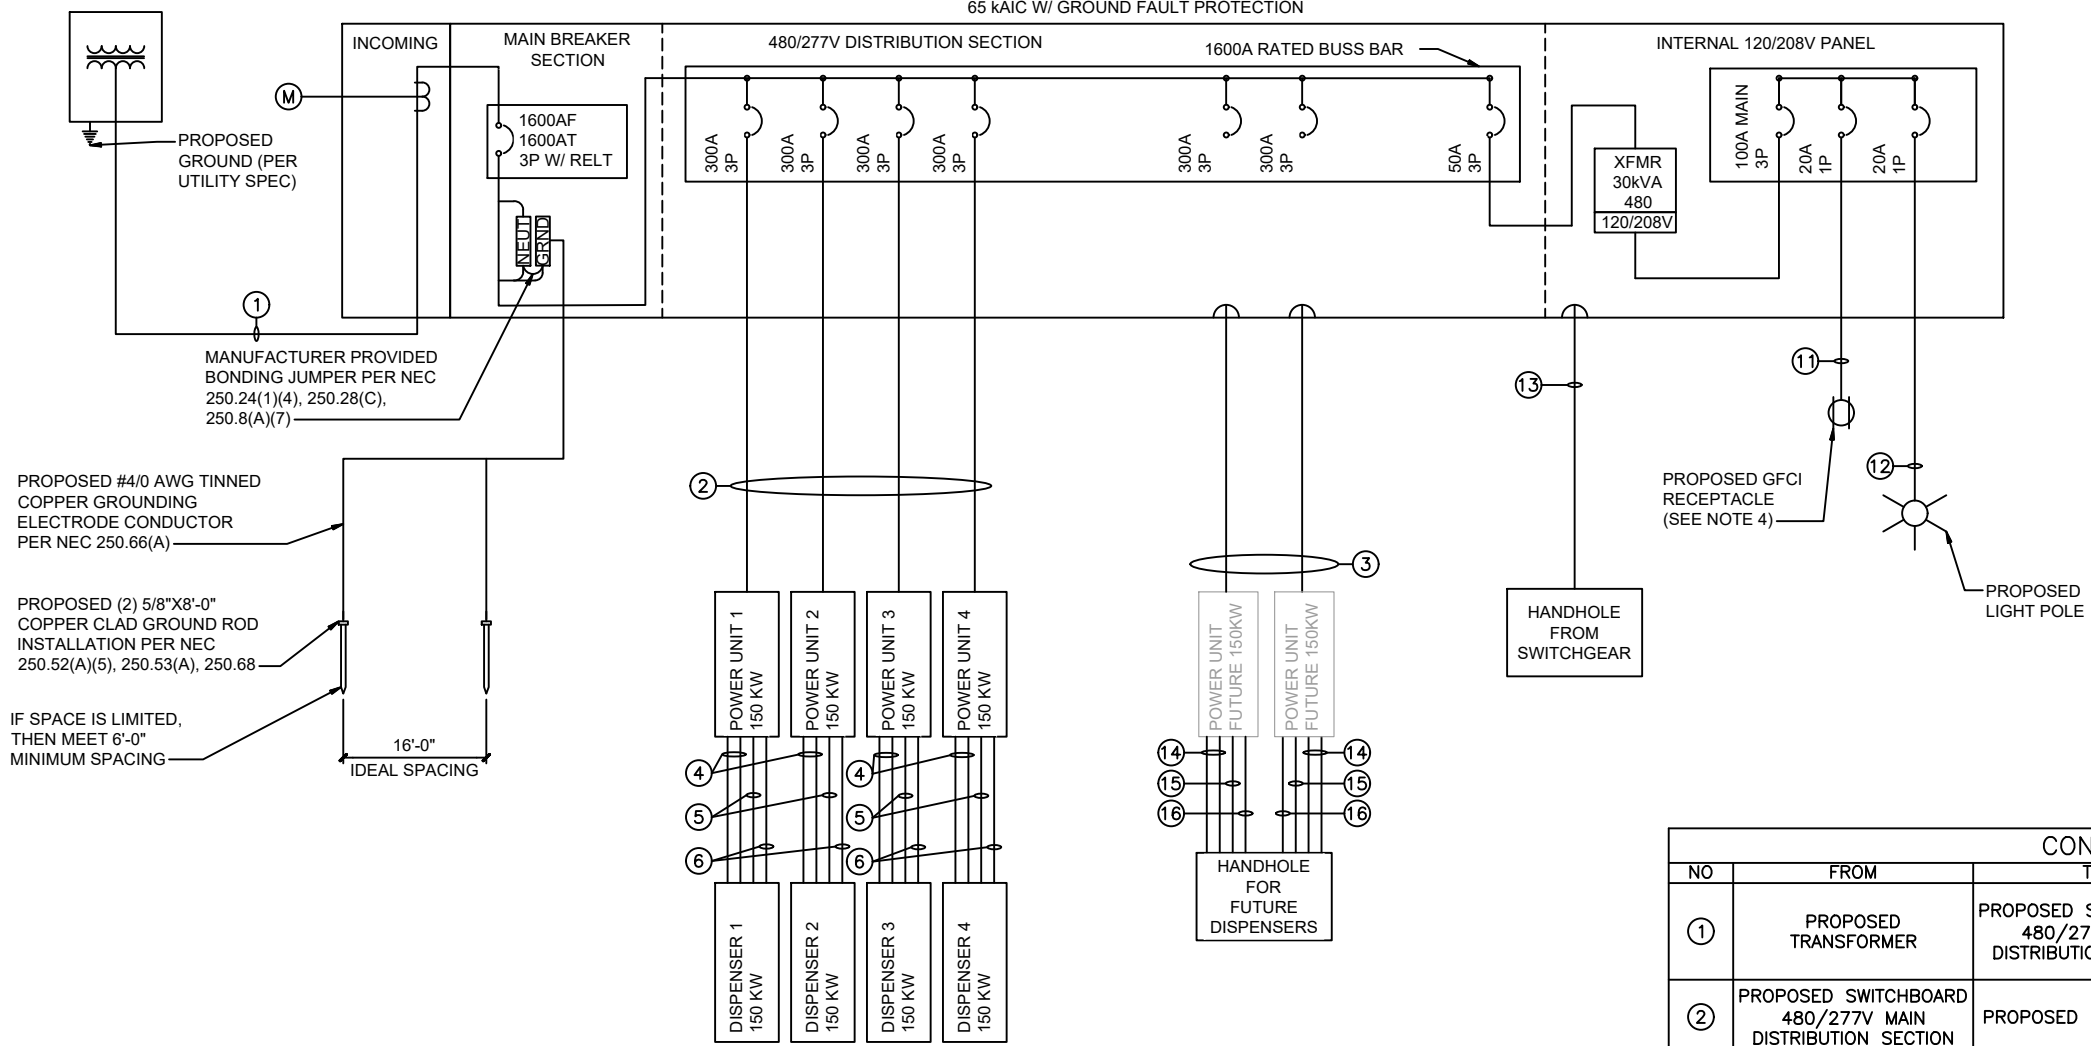 65 kAIC W/ GROUND FAULT PROTECTION
INCOMING
MAIN BREAKER
SECTION
480/277V DISTRIBUTION SECTION
1600A RATED BUSS BAR
INTERNAL 120/208V PANEL
M
PROPOSED
GROUND (PER
UTILITY SPEC)
1600AF
1600AT
3P W/ RELT
NEUT
GRND
300A
3P
300A
3P
300A
3P
300A
3P
300A
3P
300A
3P
50A
3P
XFMR
30kVA
480
120/208V
100A MAIN
3P
20A
1P
20A
1P
1
MANUFACTURER PROVIDED
BONDING JUMPER PER NEC
250.24(1)(4), 250.28(C),
250.8(A)(7)
11
13
12
PROPOSED GFCI
RECEPTACLE
(SEE NOTE 4)
PROPOSED
LIGHT POLE
2
3
PROPOSED #4/0 AWG TINNED
COPPER GROUNDING
ELECTRODE CONDUCTOR
PER NEC 250.66(A)
PROPOSED (2) 5/8"X8'-0"
COPPER CLAD GROUND ROD
INSTALLATION PER NEC
250.52(A)(5), 250.53(A), 250.68
IF SPACE IS LIMITED,
THEN MEET 6'-0"
MINIMUM SPACING
16'-0"
IDEAL SPACING
POWER UNIT 1
150 KW
POWER UNIT 2
150 KW
POWER UNIT 3
150 KW
POWER UNIT 4
150 KW
POWER UNIT
FUTURE 150KW
POWER UNIT
FUTURE 150KW
HANDHOLE
FROM
SWITCHGEAR
4
4
5
5
6
6
14
14
15
15
16
16
HANDHOLE
FOR
FUTURE
DISPENSERS
DISPENSER 1
150 KW
DISPENSER 2
150 KW
DISPENSER 3
150 KW
DISPENSER 4
150 KW
CON
NO
FROM
T
1
PROPOSED
TRANSFORMER
PROPOSED S
480/27
DISTRIBUTIO
2
PROPOSED SWITCHBOARD
480/277V MAIN
DISTRIBUTION SECTION
PROPOSED